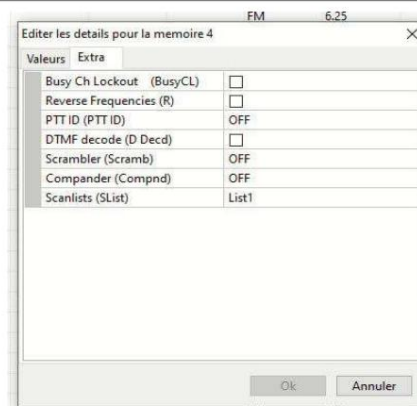 FM 6.25
Editer les details pour la memoire 4
Valeurs Extra
Busy Ch Lockout (BusyCL)
Reverse Frequencies (R)
PTT ID (PTT ID) OFF
DTMF decode (D Decd)
Scrambler (Scramb) OFF
Compander (Compnd) OFF
Scanlists (SList) List1
Ok Annuler